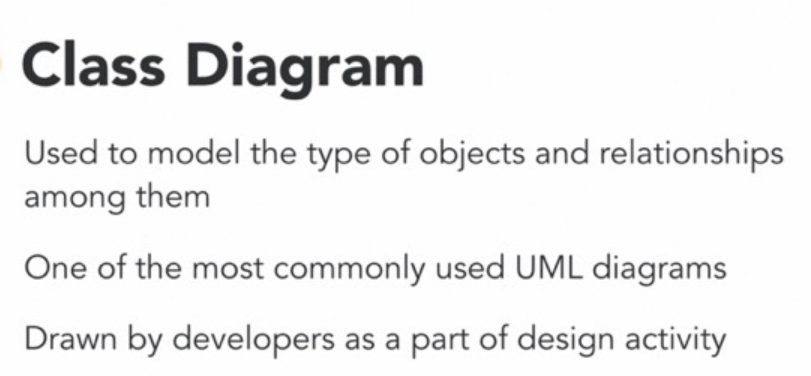 Class Diagram
Used to model the type of objects and relationships
among them
One of the most commonly used UML diagrams
Drawn by developers as a part of design activity